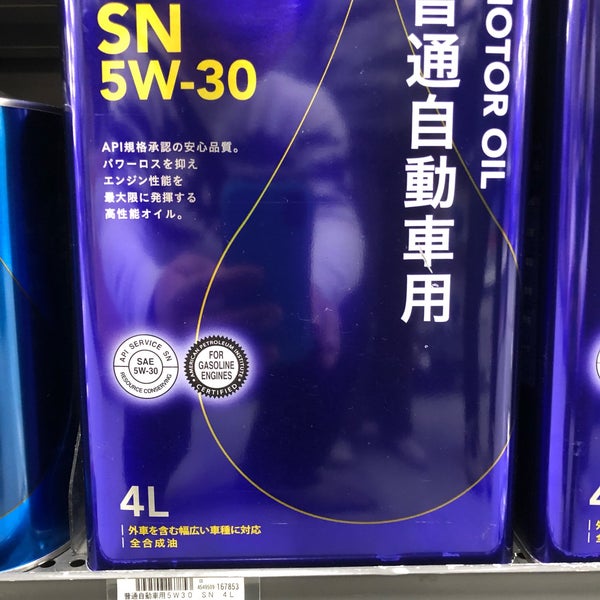 SN
5W-30
MOTOR OIL
普通自動車用
API規格承認の安心品質。
パワーロスを抑え
エンジン性能を
最大限に発揮する
高性能オイル。
API SERVICE SN
SAE
5W-30
RESOURCE CONSERVING
AMERICAN PETROLEUM INSTITUTE
FOR
GASOLINE
ENGINES
CERTIFIED
4L
外車を含む幅広い車種に対応
全合成油
4549509 167853
普通自動車用5W30 SN 4L